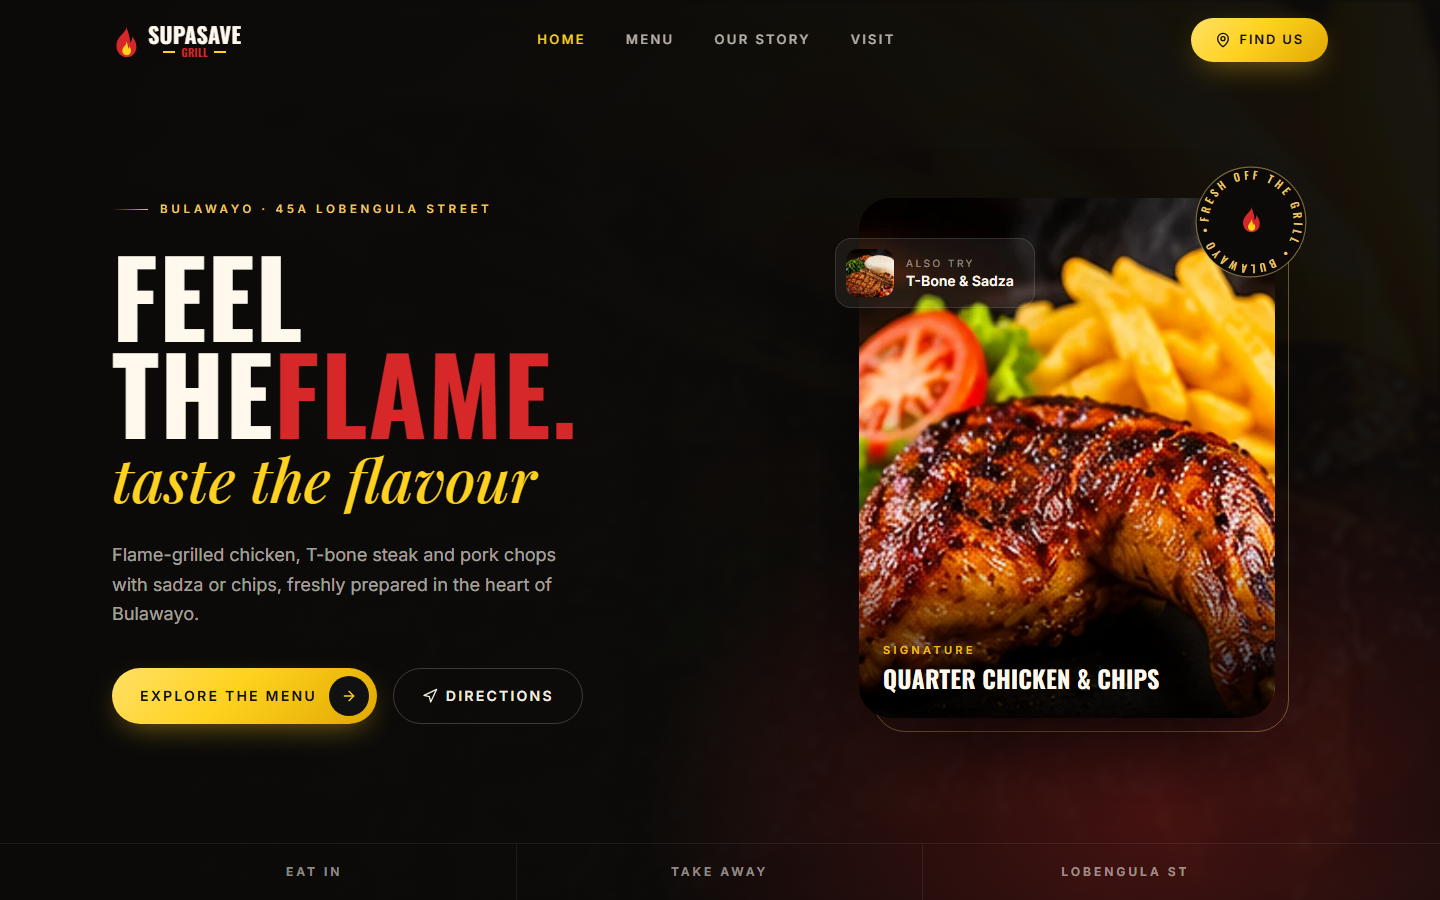 SUPASAVE
GRILL
HOME
MENU
OUR STORY
VISIT
FIND US
BULAWAYO · 45A LOBENGULA STREET
FEEL
THEFLAME.
taste the flavour
Flame-grilled chicken, T-bone steak and pork chops
with sadza or chips, freshly prepared in the heart of
Bulawayo.
EXPLORE THE MENU
DIRECTIONS
FRESH OFF THE GRILL • BULAWAYO •
ALSO TRY
T-Bone & Sadza
SIGNATURE
QUARTER CHICKEN & CHIPS
EAT IN
TAKE AWAY
LOBENGULA ST